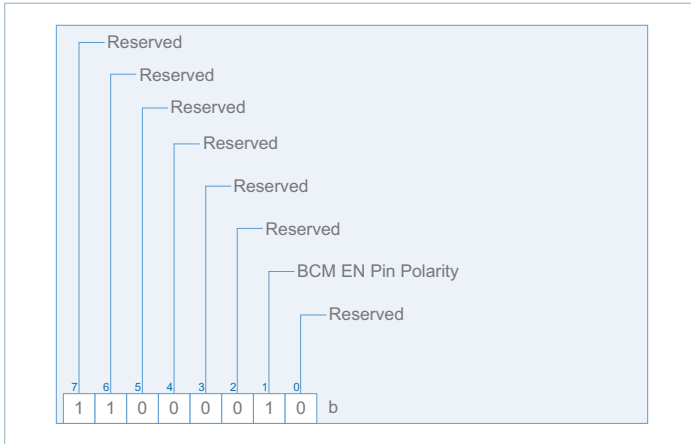 Reserved
Reserved
Reserved
Reserved
Reserved
Reserved
BCM EN Pin Polarity
Reserved
7 6 5 4 3 2 1 0
1 1 0 0 0 0 1 0 b